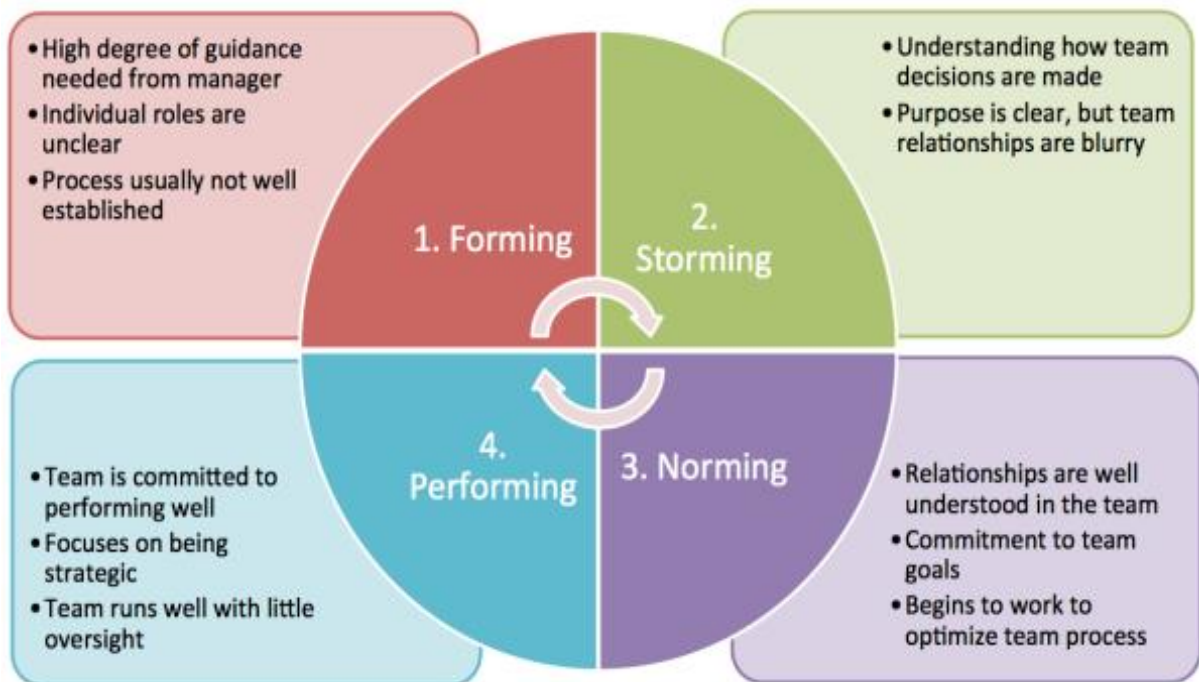 • High degree of guidance
needed from manager
• Individual roles are
unclear
• Process usually not well
established
1. Forming
• Understanding how team
decisions are made
• Purpose is clear, but team
relationships are blurry
2.
Storming
• Relationships are well
understood in the team
• Commitment to team
goals
• Begins to work to
optimize team process
3. Norming
• Team is committed to
performing well
• Focuses on being
strategic
• Team runs well with little
oversight
4.
Performing